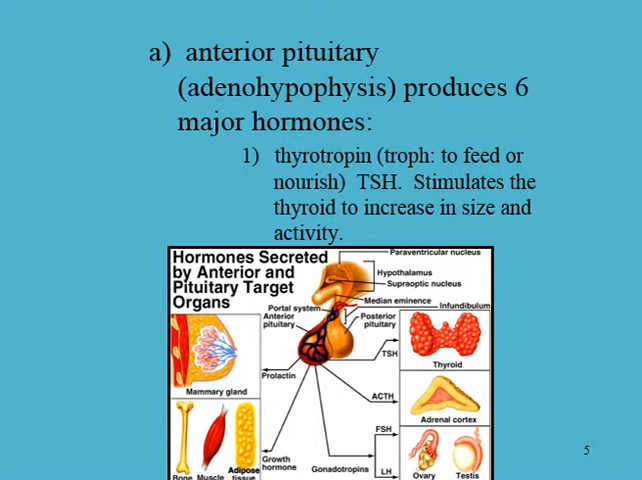 a) anterior pituitary
(adenohypophysis) produces 6
major hormones:
1) thyrotropin (troph: to feed or
nourish) TSH. Stimulates the
thyroid to increase in size and
activity.
Hormones Secreted
by Anterior and
Pituitary Target
Organs
Paraventricular nucleus
Hypothalamus
Supraoptic nucleus
Median eminence
Infundibulum
Portal system
Anterior
pituitary
Posterior
pituitary
TSH
Thyroid
Prolactin
Mammary gland
ACTH
Adrenal cortex
FSH
Growth
hormone
Gonadotropins
LH
Ovary
Testis
Bone
Muscle
Adipose
tissue
5